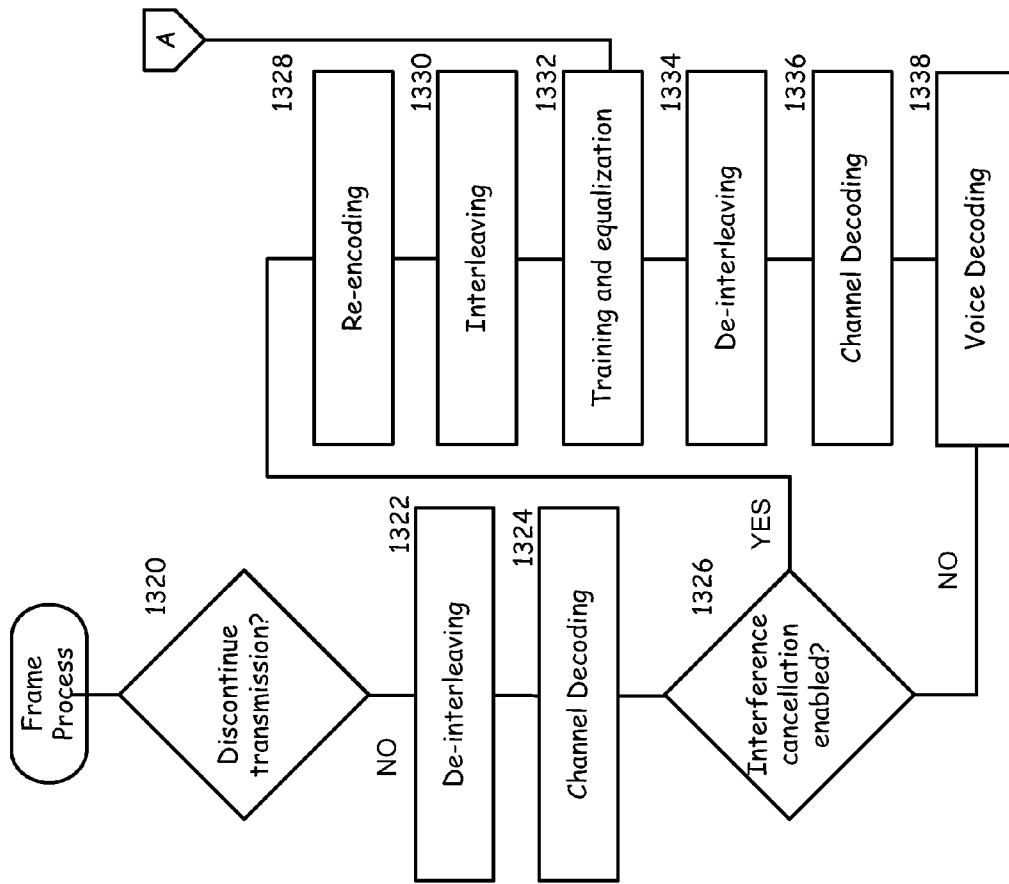 Frame
Process
1320
Discontinue
transmission?
NO
1322
De-interleaving
1324
Channel Decoding
1326
Interference
cancellation
enabled?
YES
NO
A
1328
Re-encoding
1330
Interleaving
1332
Training and equalization
1334
De-interleaving
1336
Channel Decoding
1338
Voice Decoding